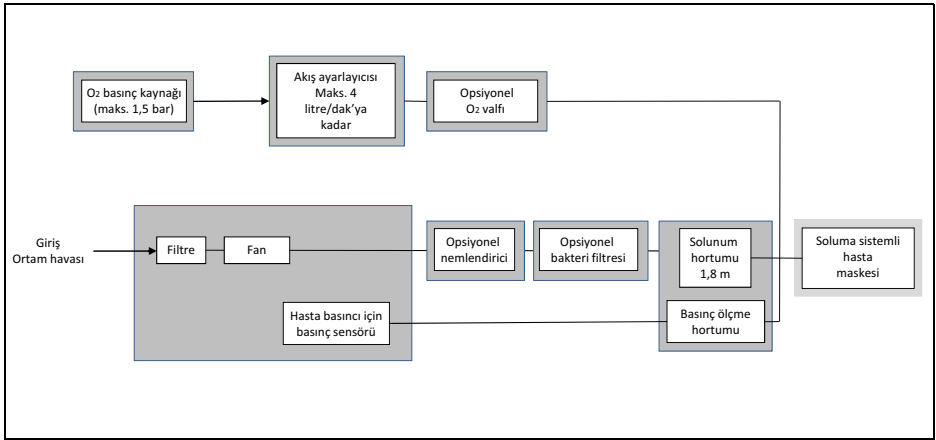 O2 basınç kaynağı
(maks. 1,5 bar)
Akış ayarlayıcısı
Maks. 4
litre/dak’ya
kadar
Opsiyonel
O2 valfı
Giriş
Ortam havası
Filtre
Fan
Opsiyonel
nemlendirici
Opsiyonel
bakteri filtresi
Solunum
hortumu
1,8 m
Soluma sistemli
hasta
maskesi
Hasta basıncı için
basınç sensörü
Basınç ölçme
hortumu